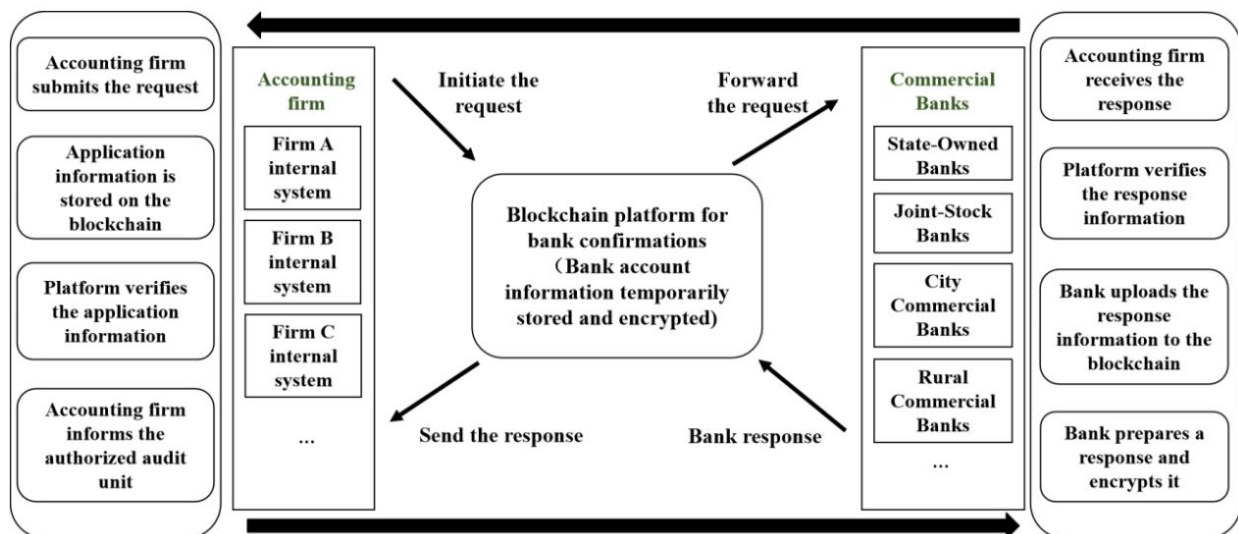 Accounting firm
submits the request
Application
information is
stored on the
blockchain
Platform verifies
the application
information
Accounting firm
informs the
authorized audit
unit
Accounting
firm
Firm A
internal
system
Firm B
internal
system
Firm C
internal
system
...
Initiate the
request
Forward
the request
Blockchain platform for
bank confirmations
（Bank account
information temporarily
stored and encrypted)
Send the response
Bank response
Commercial
Banks
State-Owned
Banks
Joint-Stock
Banks
City
Commercial
Banks
Rural
Commercial
Banks
...
Accounting firm
receives the
response
Platform verifies
the response
information
Bank uploads the
response
information to the
blockchain
Bank prepares a
response and
encrypts it